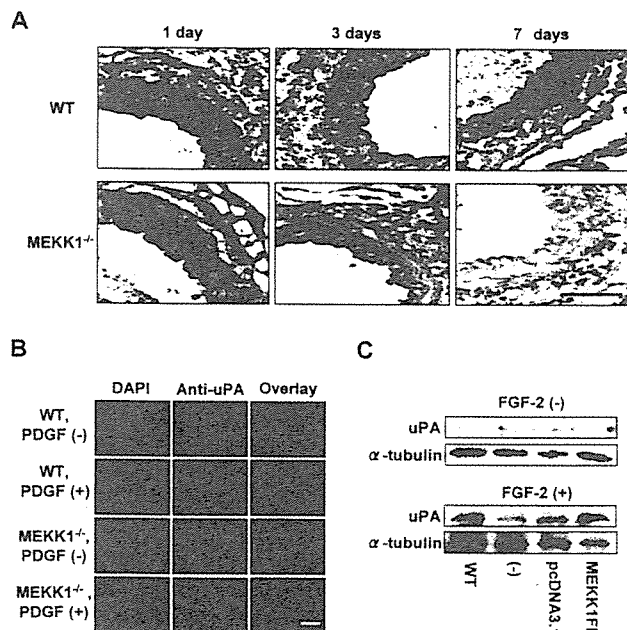 A
1 day 3 days 7 days
WT
MEKK1-/-
B
DAPI Anti-uPA Overlay
WT,
PDGF (-)
WT,
PDGF (+)
MEKK1-/-,
PDGF (-)
MEKK1-/-,
PDGF (+)
C
FGF-2 (-)
uPA
α-tubulin
FGF-2 (+)
uPA
α-tubulin
WT
(-)
pcDNA3.